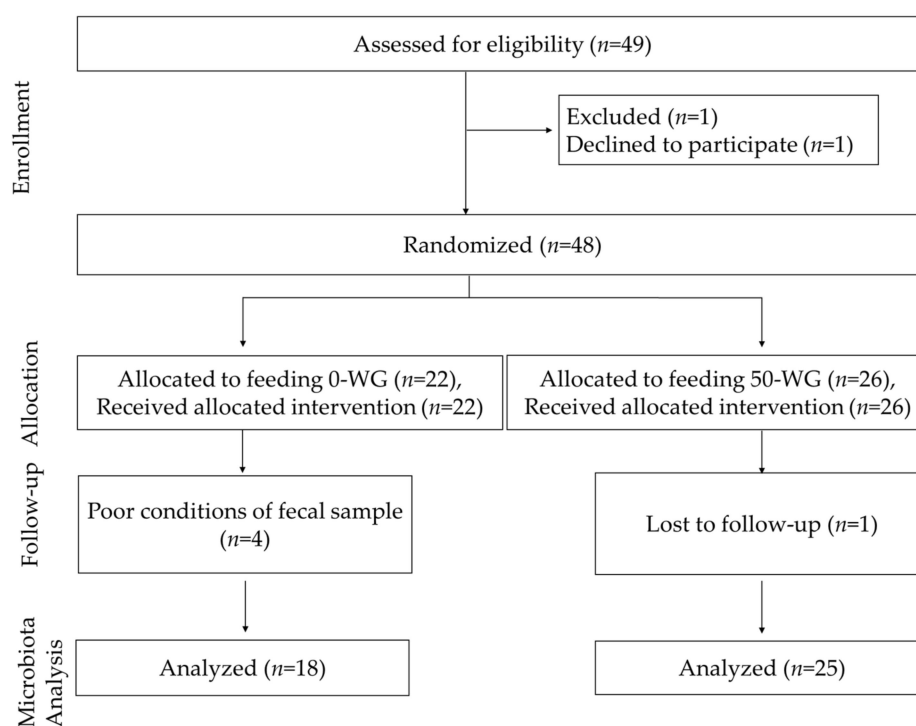 Assessed for eligibility (n=49)
Enrollment
Excluded (n=1)
Declined to participate (n=1)
Randomized (n=48)
Allocation
Allocated to feeding 0-WG (n=22),
Received allocated intervention (n=22)
Allocated to feeding 50-WG (n=26),
Received allocated intervention (n=26)
Follow-up
Poor conditions of fecal sample
(n=4)
Lost to follow-up (n=1)
Microbiota
Analysis
Analyzed (n=18)
Analyzed (n=25)